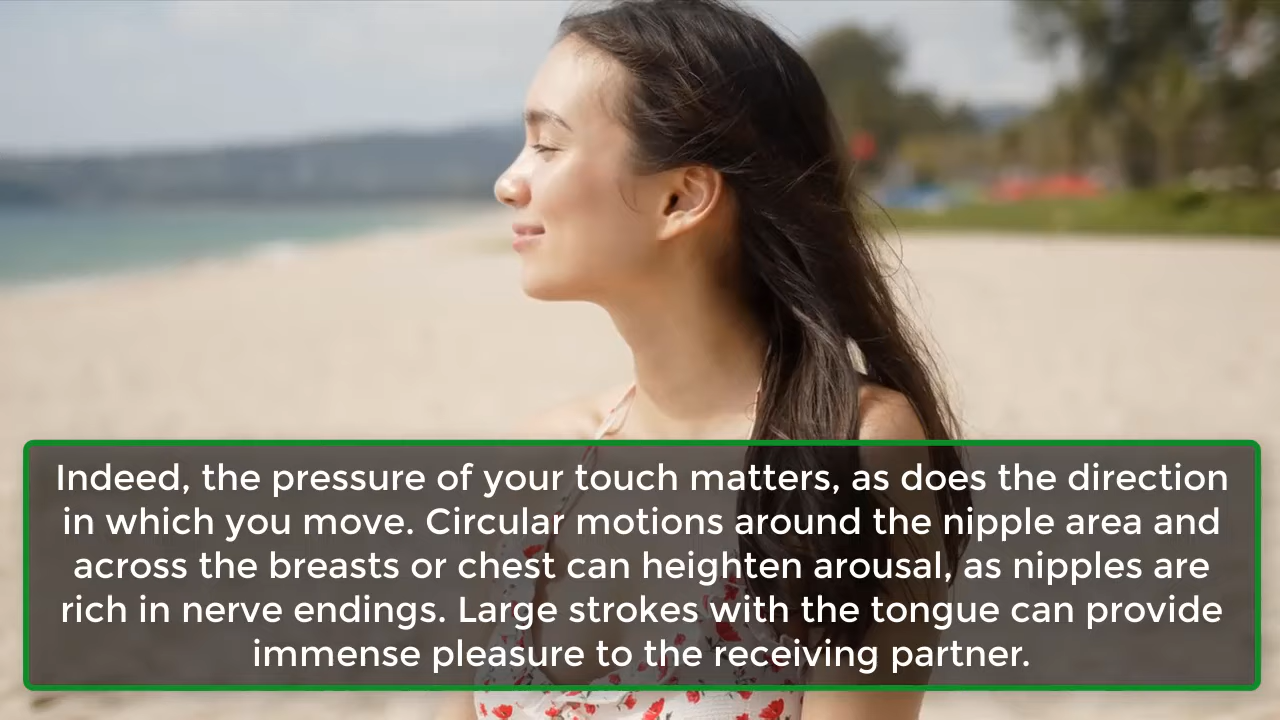 Indeed, the pressure of your touch matters, as does the direction
in which you move. Circular motions around the nipple area and
across the breasts or chest can heighten arousal, as nipples are
rich in nerve endings. Large strokes with the tongue can provide
immense pleasure to the receiving partner.